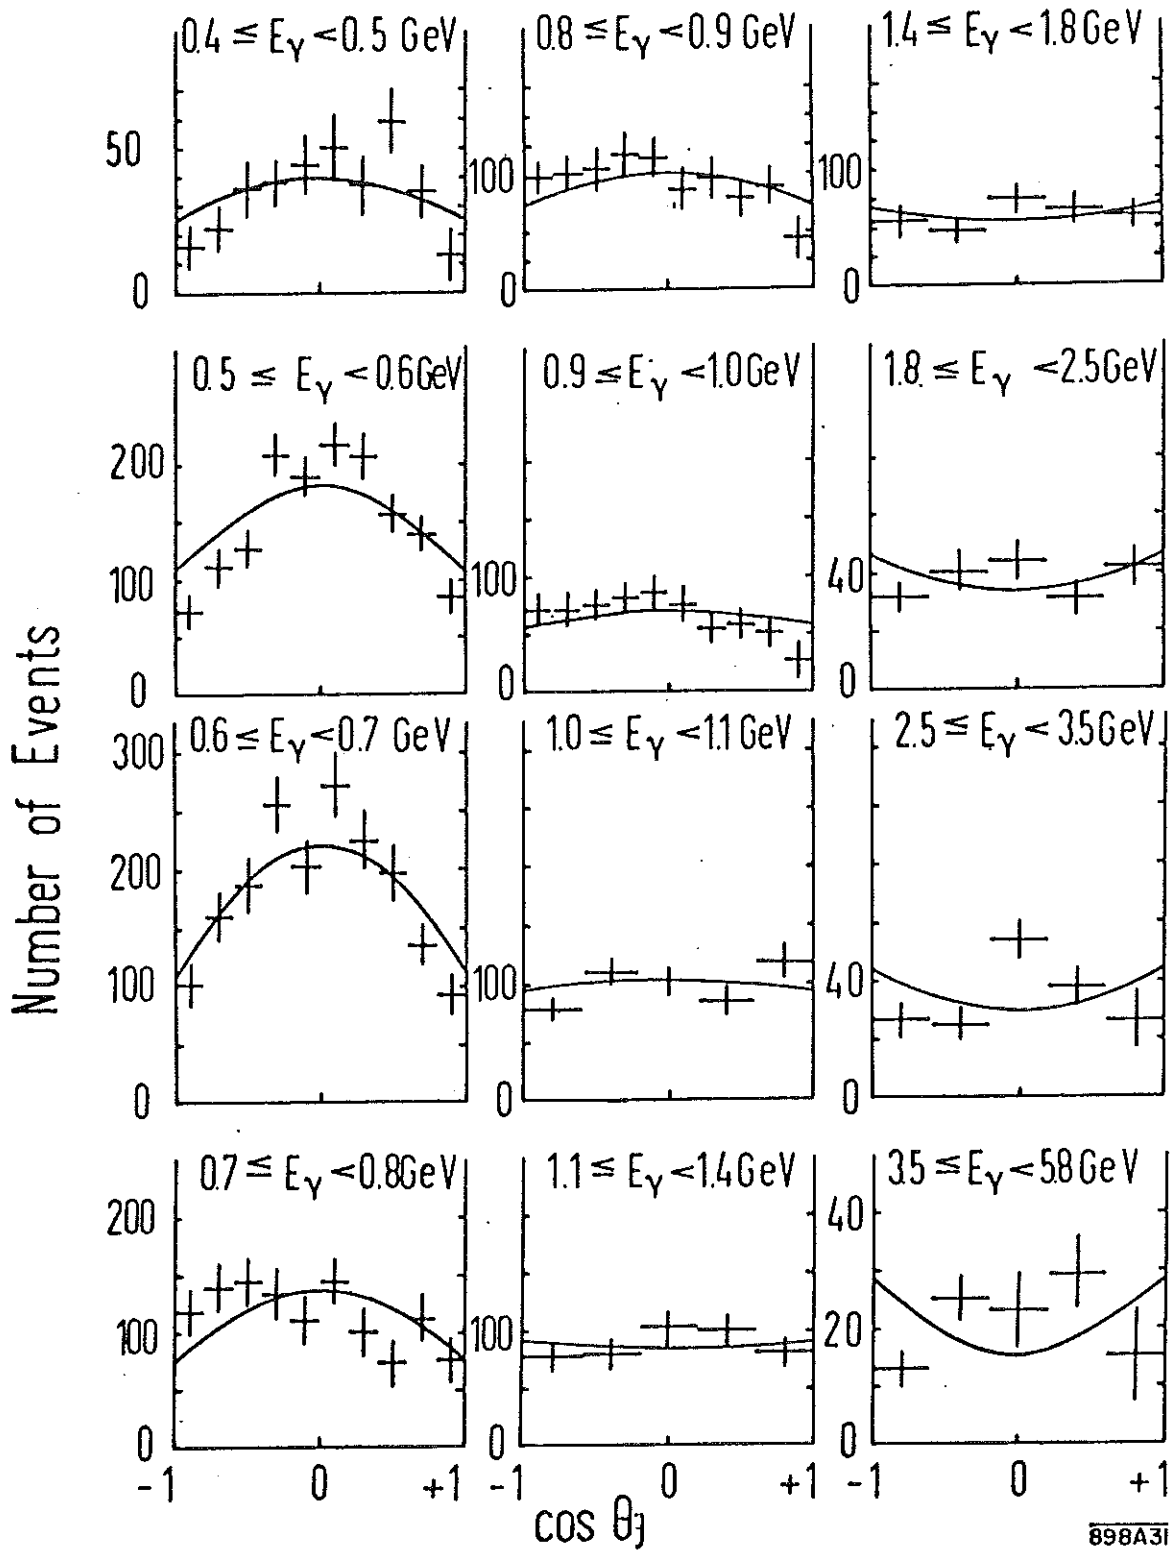 0.4 ≤ Eγ <0.5 GeV
0.8 ≤ Eγ <0.9 GeV
1.4 ≤ Eγ <1.8 GeV
50
0
100
0
100
0
0.5 ≤ Eγ <0.6 GeV
0.9 ≤ Eγ <1.0 GeV
1.8 ≤ Eγ <2.5 GeV
200
100
0
100
0
40
0
Number of Events
0.6 ≤ Eγ <0.7 GeV
1.0 ≤ Eγ <1.1 GeV
2.5 ≤ Eγ <3.5 GeV
300
200
100
0
100
0
40
0
0.7 ≤ Eγ <0.8 GeV
1.1 ≤ Eγ <1.4 GeV
3.5 ≤ Eγ <5.8 GeV
200
100
0
100
0
40
20
0
-1 0 +1
-1 0 +1
-1 0 +1
cos θJ
898A31